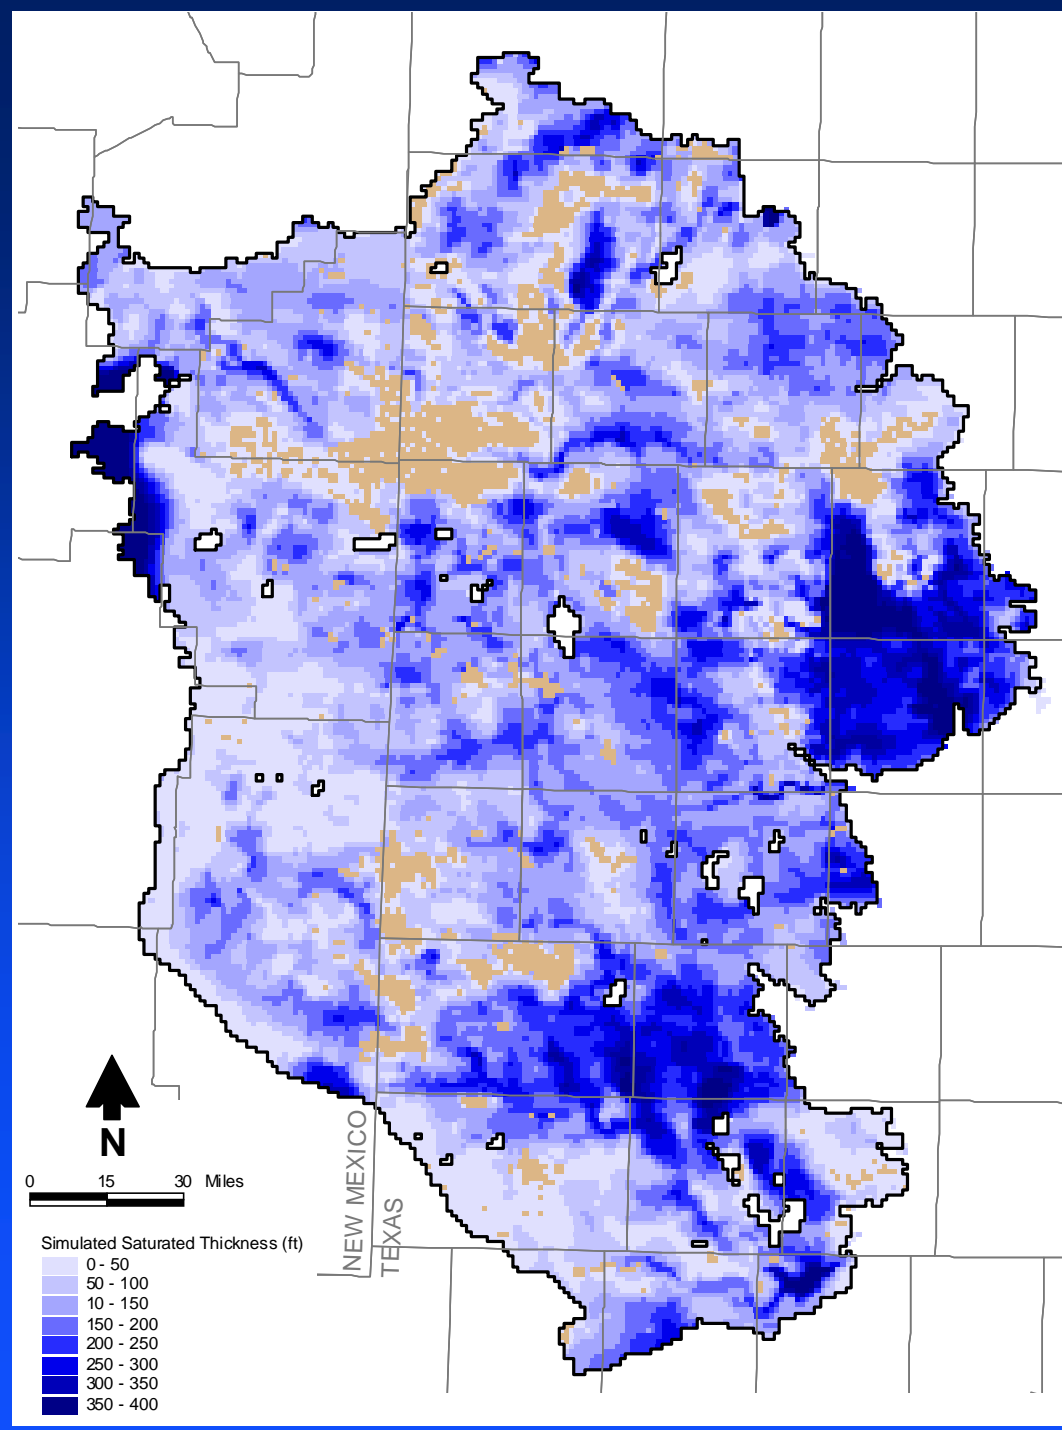 N
0 15 30 Miles
NEW MEXICO
TEXAS
Simulated Saturated Thickness (ft)
0 - 50
50 - 100
10 - 150
150 - 200
200 - 250
250 - 300
300 - 350
350 - 400